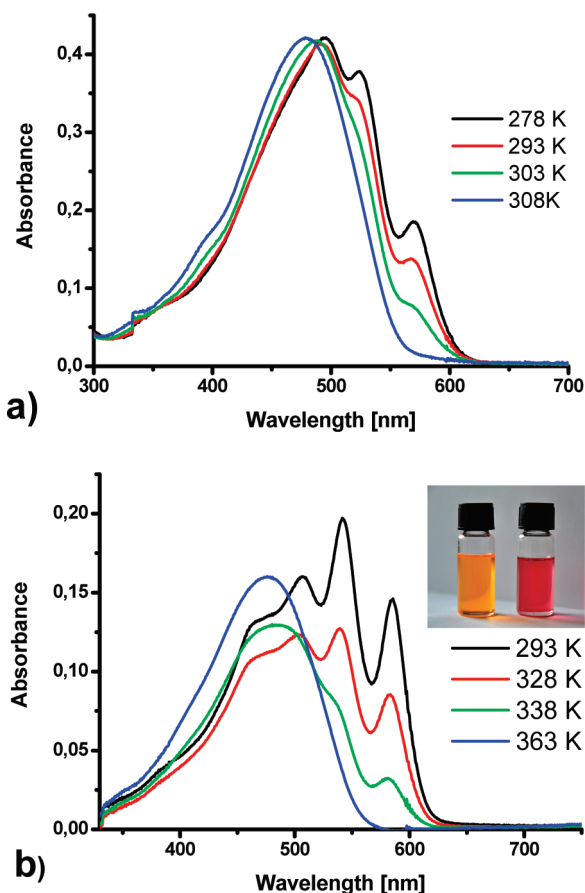 0,4
0,3
0,2
0,1
0,0
Absorbance
278 K
293 K
303 K
308K
300 400 500 600 700
Wavelength [nm]
a)
0,20
0,15
0,10
0,05
0,00
Absorbance
293 K
328 K
338 K
363 K
400 500 600 700
Wavelength [nm]
b)